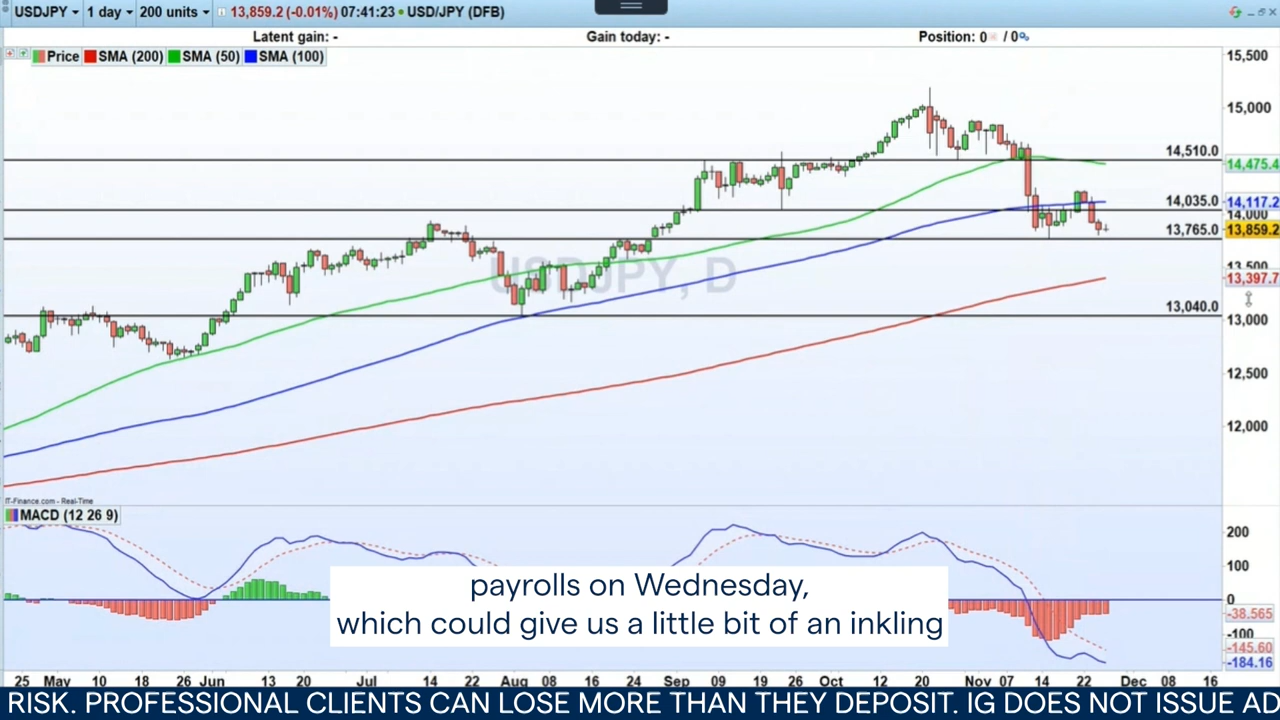 USDJPY 1 day 200 units 13,859.2 (-0.01%) 07:41:23 • USD/JPY (DFB)
Latent gain: - Gain today: - Position: 0 / 0
Price SMA (200) SMA (50) SMA (100)
15,500
15,000
14,510.0
14,475.4
14,035.0
14,117.2
14,000
13,765.0
13,859.2
13,500
13,397.7
USDJPY, D
13,040.0
13,000
12,500
12,000
IT-Finance.com - Real-Time
MACD (12 26 9)
200
100
0
-38.565
-100
-145.60
-184.16
payrolls on Wednesday,
which could give us a little bit of an inkling
25 May 10 18 26 Jun 13 20 Jul 14 22 Aug 08 16 24 Sep 09 19 26 Oct 12 20 Nov 07 14 22 Dec 08 16
RISK. PROFESSIONAL CLIENTS CAN LOSE MORE THAN THEY DEPOSIT. IG DOES NOT ISSUE AD